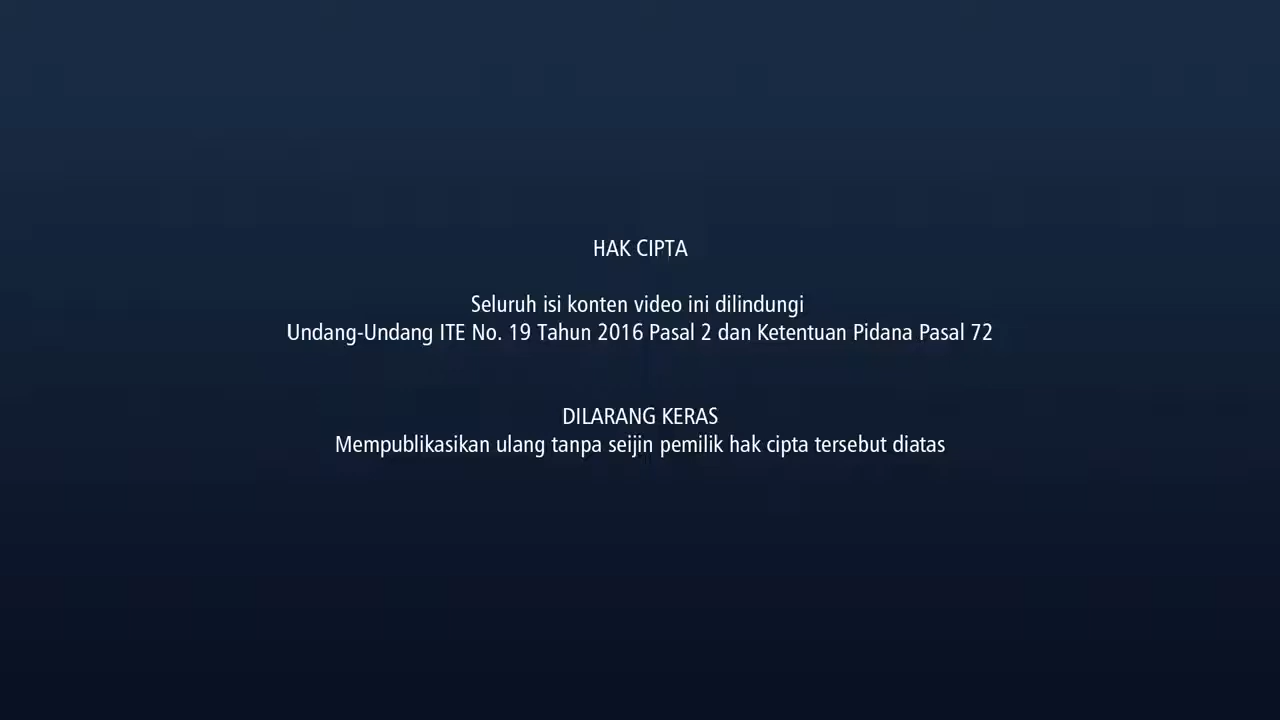 HAK CIPTA
Seluruh isi konten video ini dilindungi
Undang-Undang ITE No. 19 Tahun 2016 Pasal 2 dan Ketentuan Pidana Pasal 72
DILARANG KERAS
Mempublikasikan ulang tanpa seijin pemilik hak cipta tersebut diatas